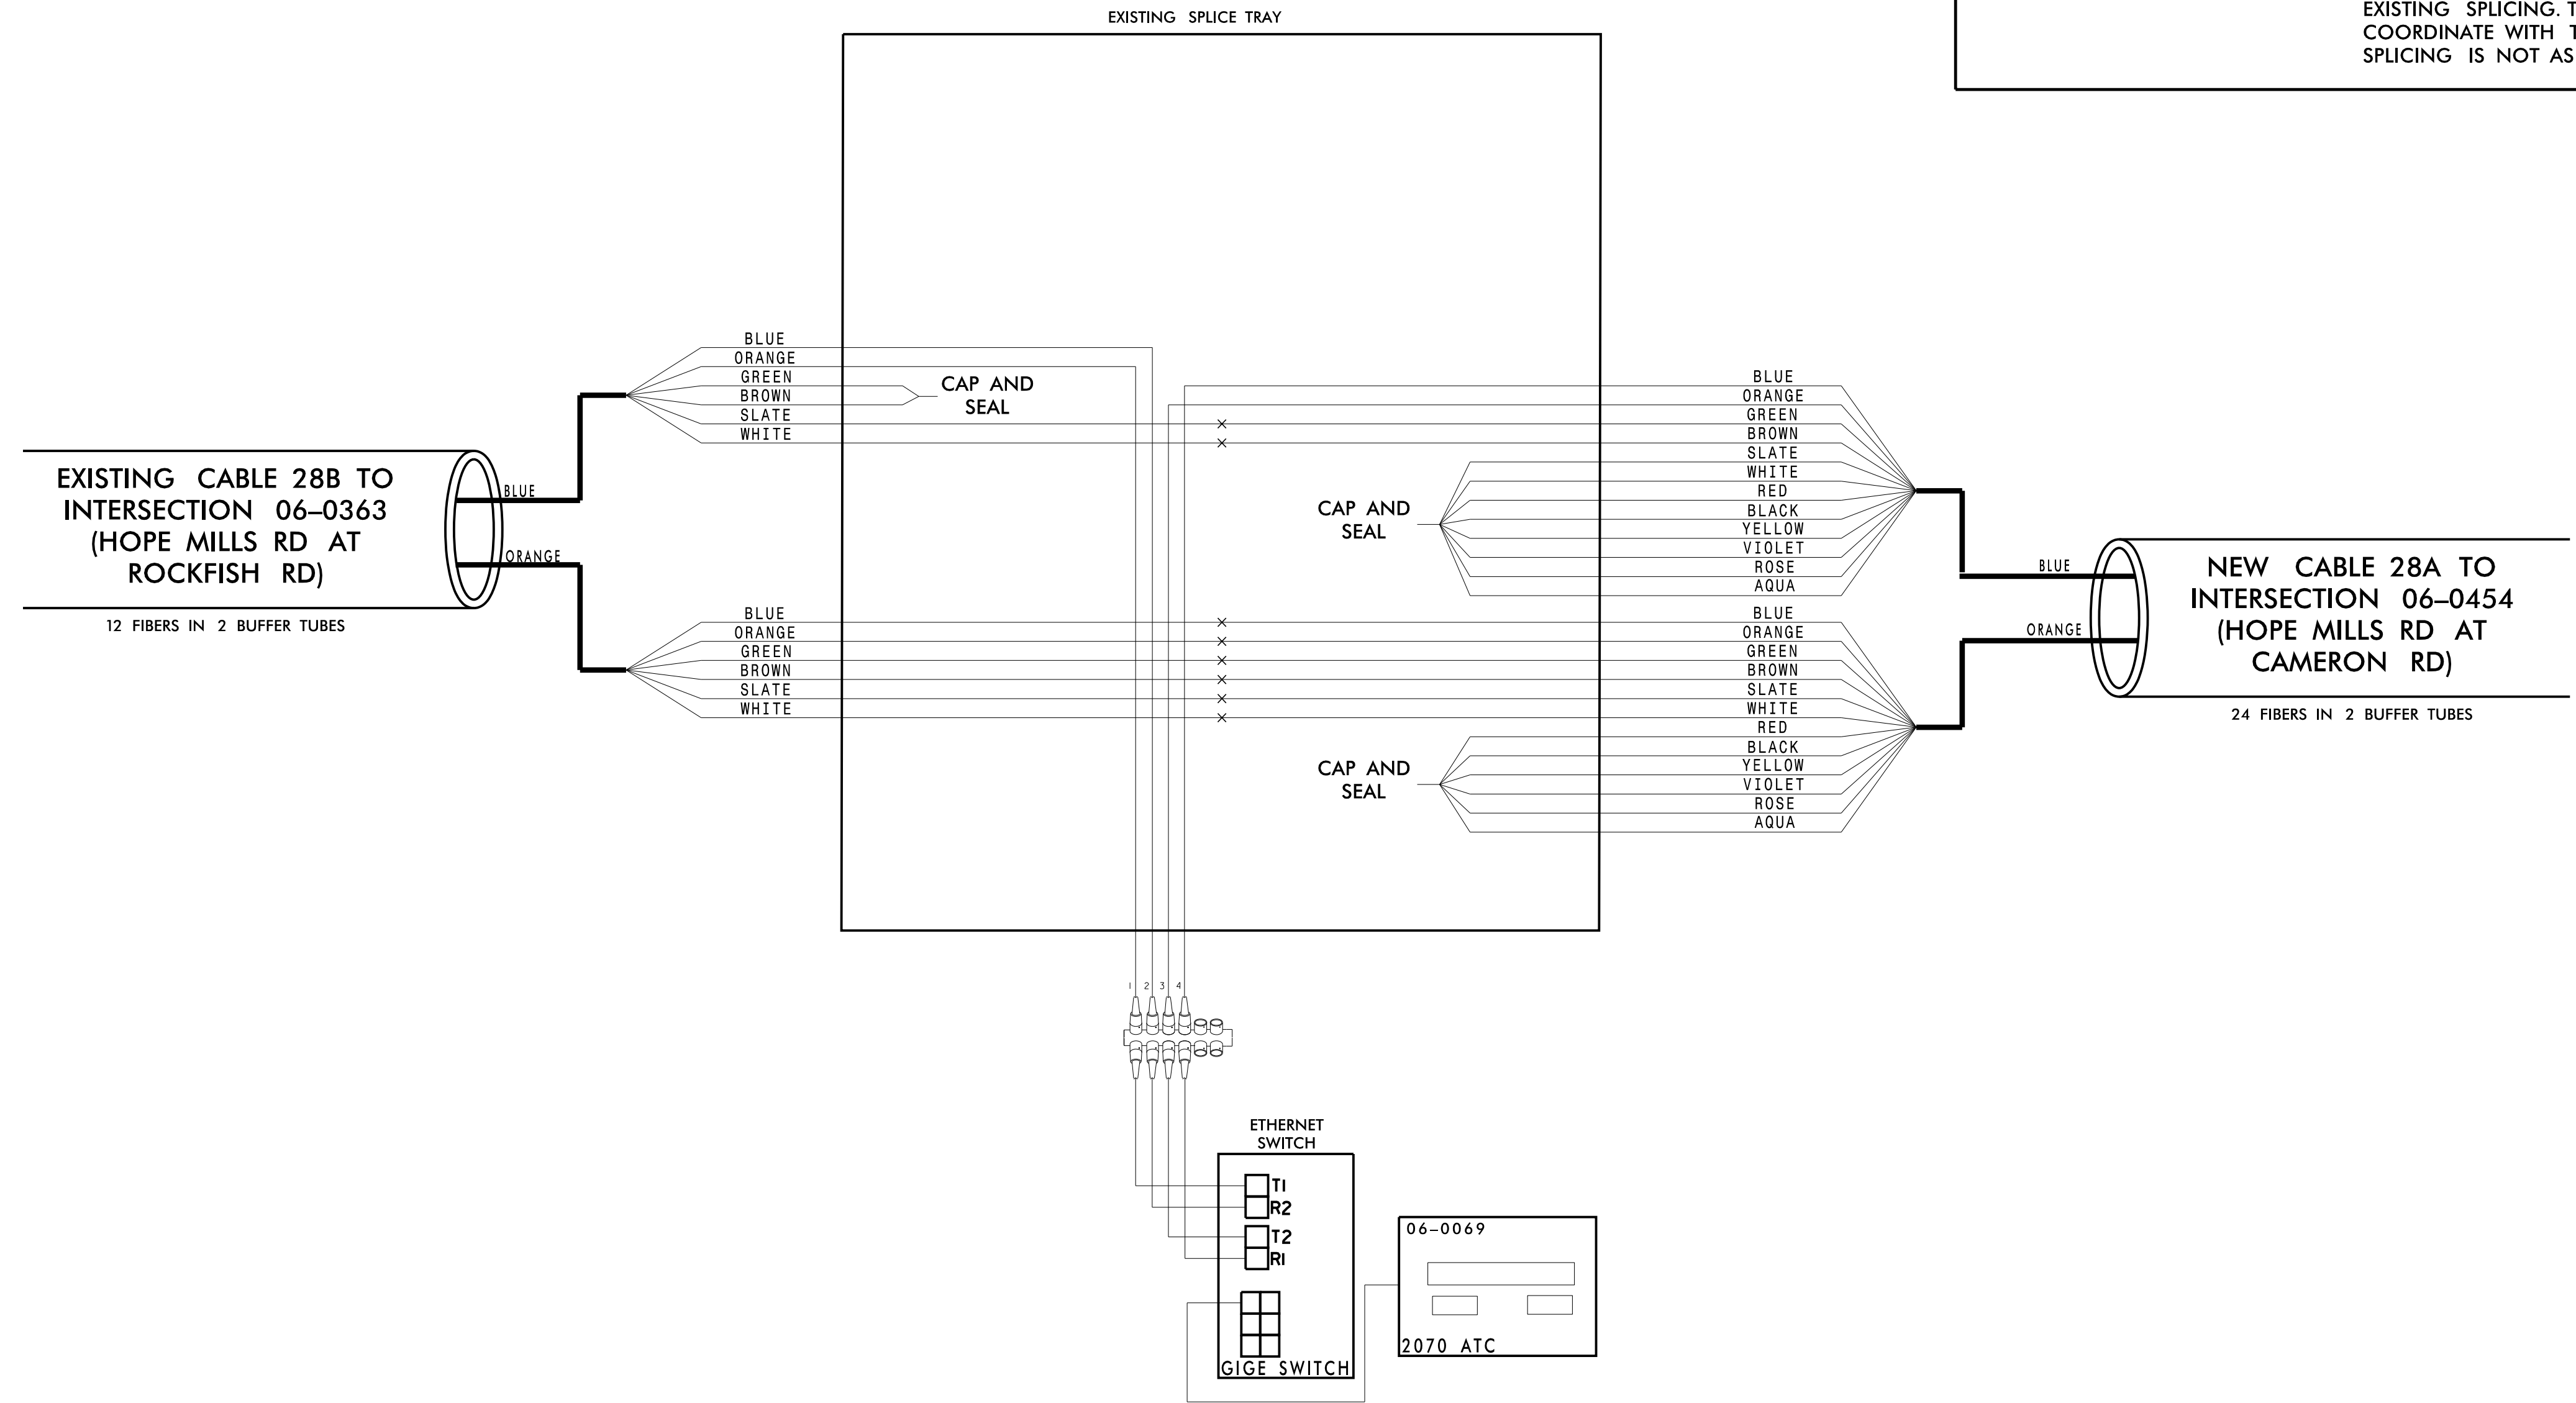 EXISTING SPLICE TRAY
EXISTING SPLICING. T
COORDINATE WITH T
SPLICING IS NOT AS
BLUE
ORANGE
GREEN
BROWN
SLATE
WHITE
CAP AND
SEAL
BLUE
ORANGE
GREEN
BROWN
SLATE
WHITE
RED
BLACK
YELLOW
VIOLET
ROSE
AQUA
CAP AND
SEAL
EXISTING CABLE 28B TO
INTERSECTION 06–0363
(HOPE MILLS RD AT
ROCKFISH RD)
12 FIBERS IN 2 BUFFER TUBES
BLUE
ORANGE
BLUE
ORANGE
NEW CABLE 28A TO
INTERSECTION 06–0454
(HOPE MILLS RD AT
CAMERON RD)
24 FIBERS IN 2 BUFFER TUBES
BLUE
ORANGE
GREEN
BROWN
SLATE
WHITE
BLUE
ORANGE
GREEN
BROWN
SLATE
WHITE
RED
BLACK
YELLOW
VIOLET
ROSE
AQUA
CAP AND
SEAL
1 2 3 4
ETHERNET
SWITCH
T1
R2
T2
R1
GIGE SWITCH
06–0069
2070 ATC